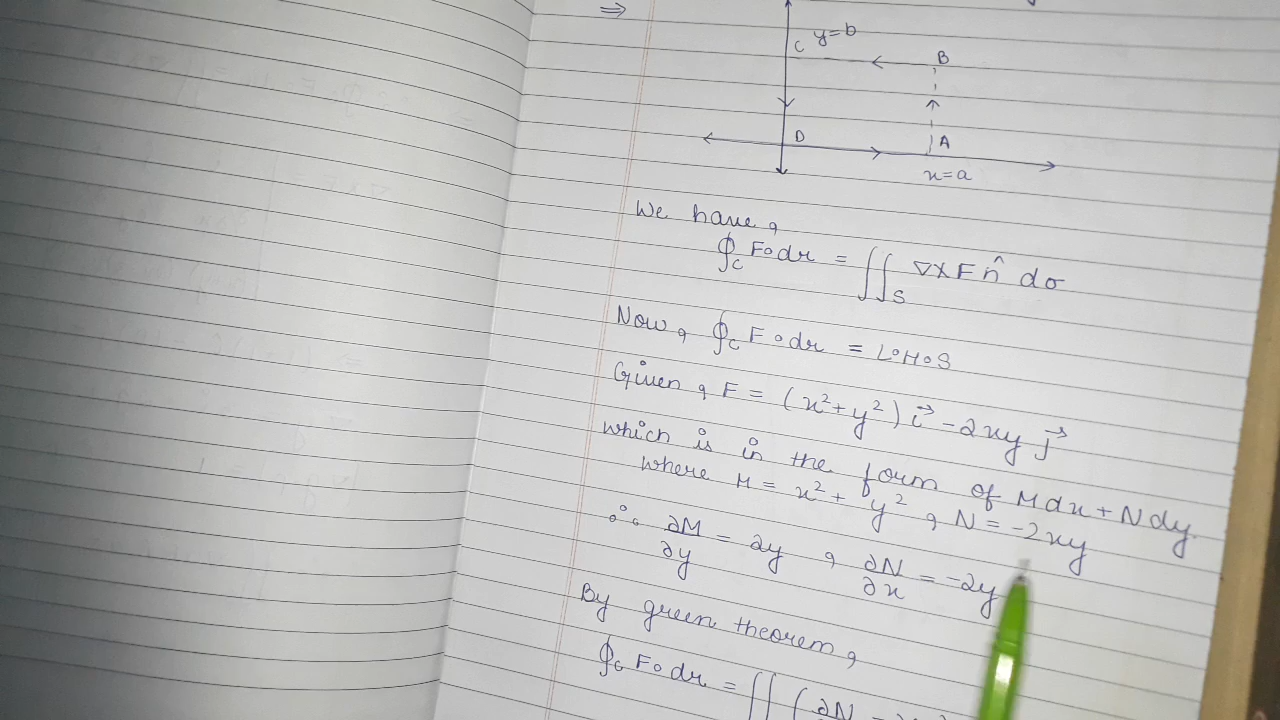 ⇒
C y=b
B
D
A
x=a
We have,
∮c F∘dr = ∬S ∇×F n̂ dσ
Now, ∮c F∘dr = L∘H∘S
Given, F = (x²+y²) i⃗ -2xy j⃗
which is in the form of Mdx+Ndy.
where M = x²+y², N = -2xy
∴ ∂M/∂y = 2y, ∂N/∂x = -2y
By green theorem,
∮c F∘dr = ∬ (∂N